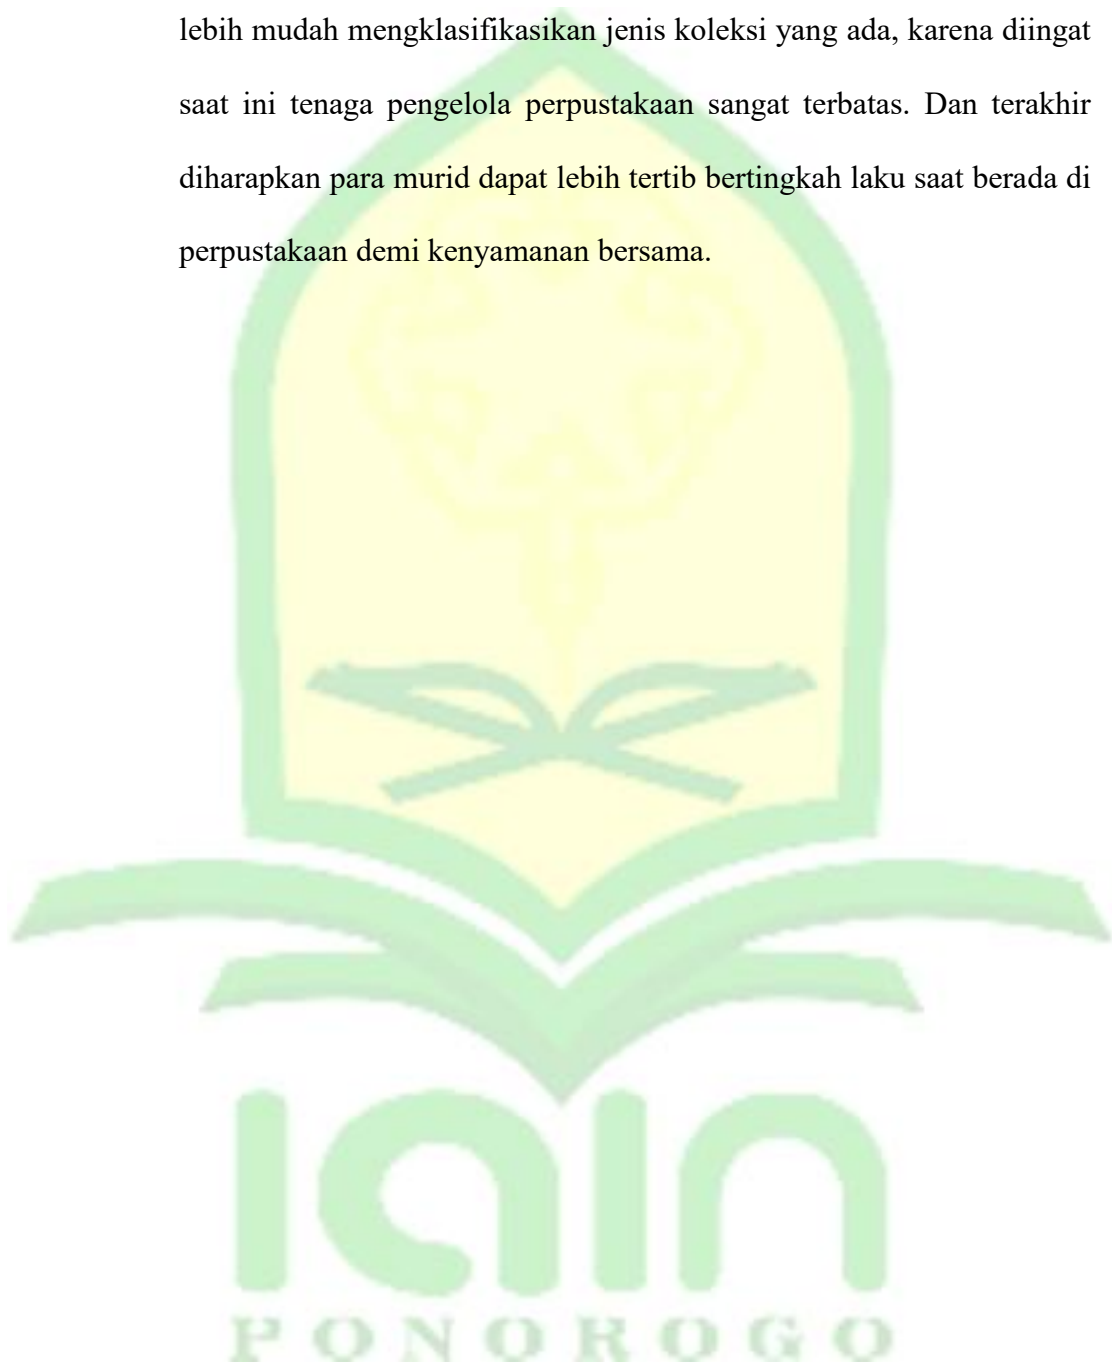 lebih mudah mengklasifikasikan jenis koleksi yang ada, karena diingat
saat ini tenaga pengelola perpustakaan sangat terbatas. Dan terakhir
diharapkan para murid dapat lebih tertib bertingkah laku saat berada di
perpustakaan demi kenyamanan bersama.
iain
PONOROGO